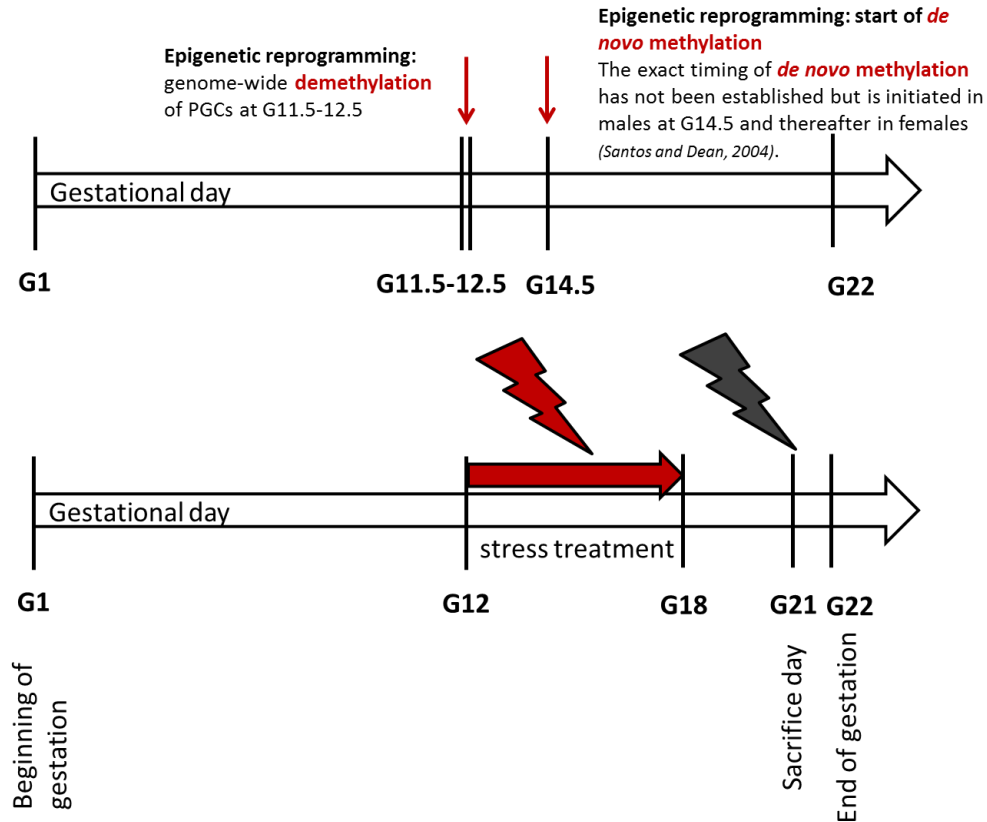 Epigenetic reprogramming:
genome-wide demethylation
of PGCs at G11.5-12.5
Epigenetic reprogramming: start of de
novo methylation
The exact timing of de novo methylation
has not been established but is initiated in
males at G14.5 and thereafter in females
(Santos and Dean, 2004).
Gestational day
G1
G11.5-12.5
G14.5
G22
Gestational day
stress treatment
G1
G12
G18
G21
G22
Beginning of
gestation
Sacrifice day
End of gestation